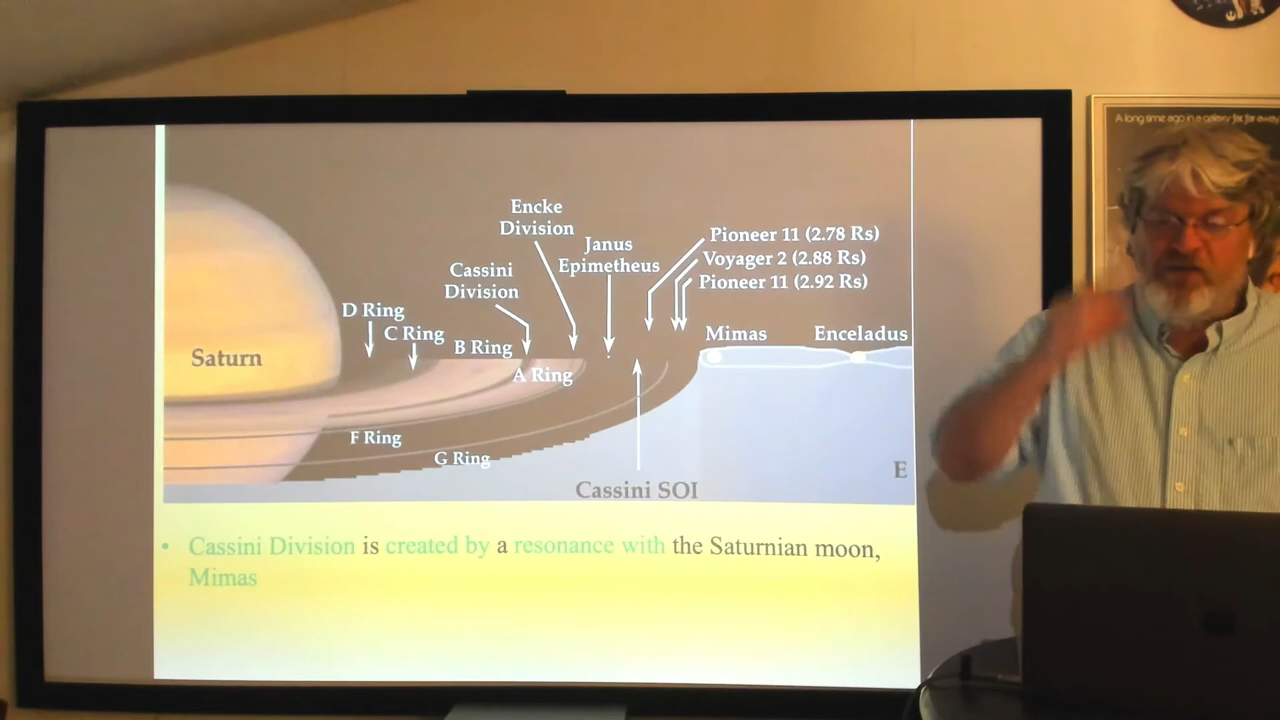 A long time ago in a galaxy far far away
Encke
Division
Janus
Epimetheus
Pioneer 11 (2.78 Rs)
Voyager 2 (2.88 Rs)
Pioneer 11 (2.92 Rs)
Cassini
Division
D Ring
C Ring
B Ring
Mimas
Enceladus
Saturn
A Ring
F Ring
G Ring
E
Cassini SOI
• Cassini Division is created by a resonance with the Saturnian moon,
Mimas